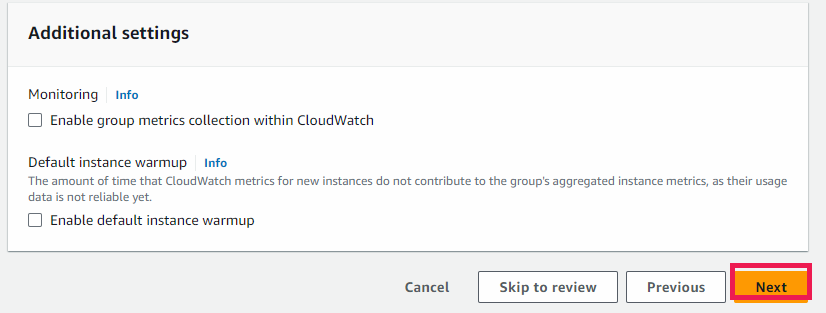 Additional settings
Monitoring Info
Enable group metrics collection within CloudWatch
Default instance warmup Info
The amount of time that CloudWatch metrics for new instances do not contribute to the group's aggregated instance metrics, as their usage
data is not reliable yet.
Enable default instance warmup
Cancel Skip to review Previous Next